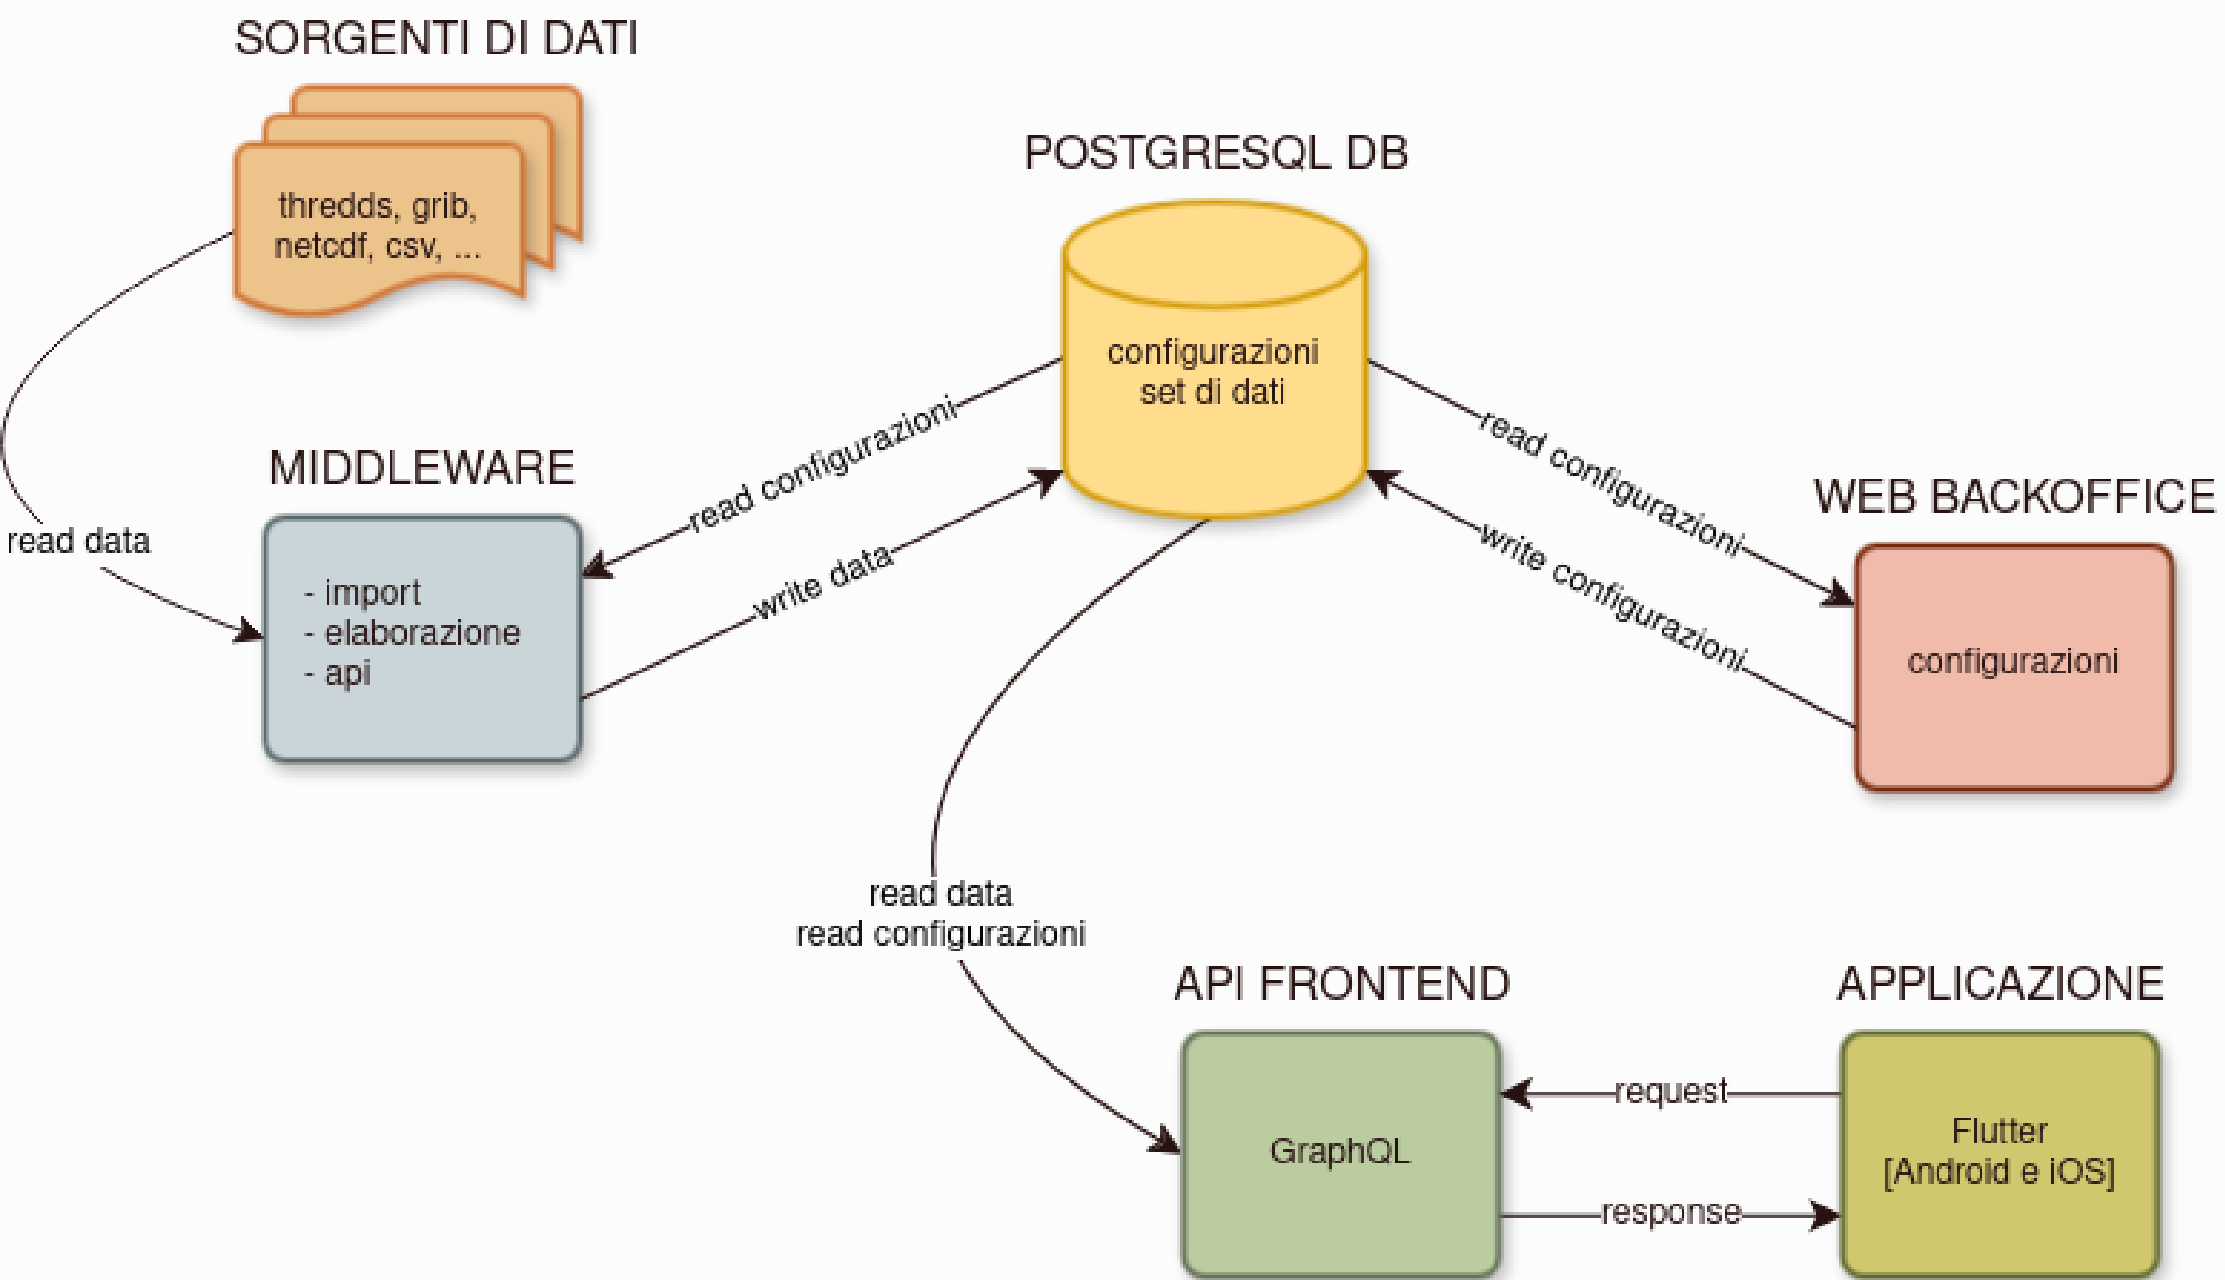 SORGENTI DI DATI
thredds, grib,
netcdf, csv, ...
read data
MIDDLEWARE
- import
- elaborazione
- api
read configurazioni
write data
POSTGRESQL DB
configurazioni
set di dati
read configurazioni
write configurazioni
WEB BACKOFFICE
configurazioni
read data
read configurazioni
API FRONTEND
GraphQL
request
response
APPLICAZIONE
Flutter
[Android e iOS]